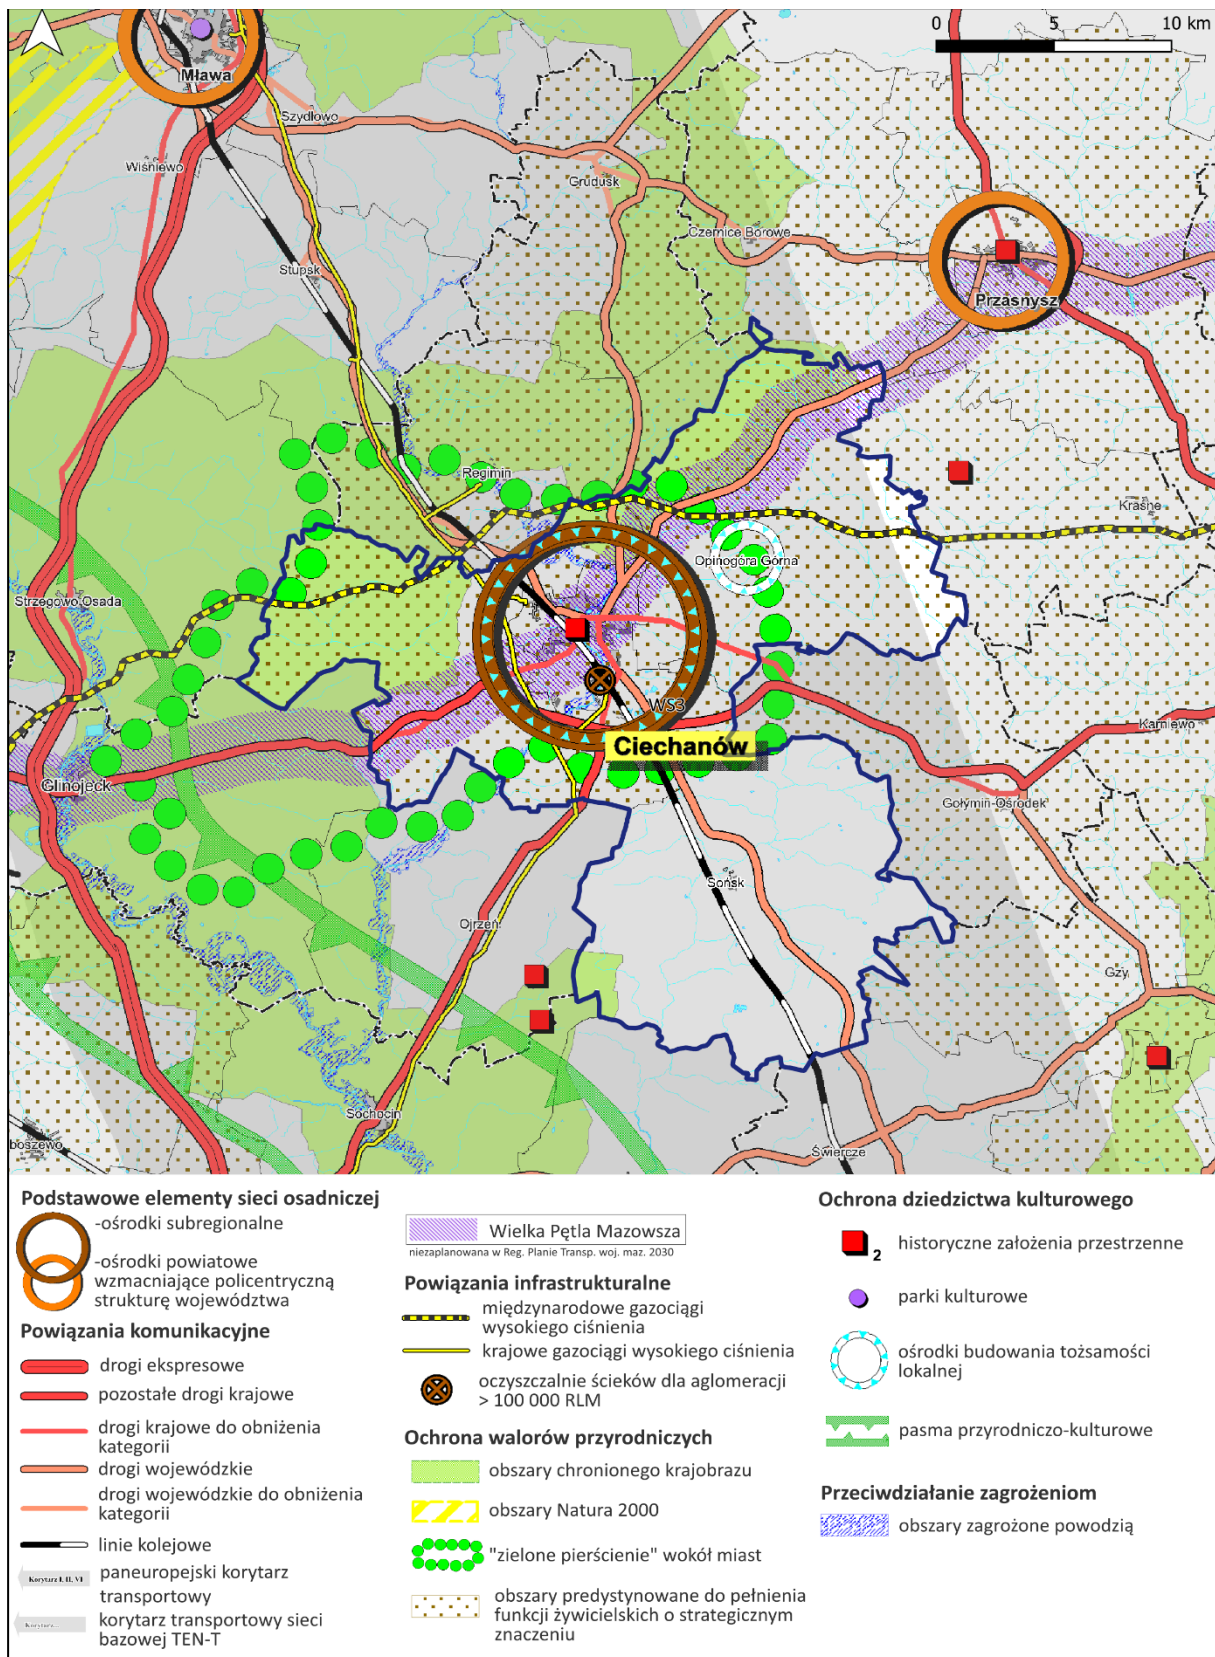 0 5 10 km
Mława
Szydłowo
Wiśniewo
Grudusk
Czernice Borowe
Stupsk
Przasnysz
Regimin
Krasne
Opinogóra Górna
Strzegowo Osada
WS3
Karniewo
Ciechanów
Glinojeck
Gołymin-Ośrodek
Sońsk
Ojrzeń
Gzy
Sochocin
boszewo
Świercze
Podstawowe elementy sieci osadniczej
-ośrodki subregionalne
-ośrodki powiatowe
wzmacniające policentryczną
strukturę województwa
Powiązania komunikacyjne
drogi ekspresowe
pozostałe drogi krajowe
drogi krajowe do obniżenia
kategorii
drogi wojewódzkie
drogi wojewódzkie do obniżenia
kategorii
linie kolejowe
Korytarz I, II, VI
paneuropejski korytarz
transportowy
Korytarz...
korytarz transportowy sieci
bazowej TEN-T
Wielka Pętla Mazowsza
niezaplanowana w Reg. Planie Transp. woj. maz. 2030
Powiązania infrastrukturalne
międzynarodowe gazociągi
wysokiego ciśnienia
krajowe gazociągi wysokiego ciśnienia
oczyszczalnie ścieków dla aglomeracji
> 100 000 RLM
Ochrona walorów przyrodniczych
obszary chronionego krajobrazu
obszary Natura 2000
"zielone pierścienie" wokół miast
obszary predystynowane do pełnienia
funkcji żywicielskich o strategicznym
znaczeniu
Ochrona dziedzictwa kulturowego
2 historyczne założenia przestrzenne
parki kulturowe
ośrodki budowania tożsamości
lokalnej
pasma przyrodniczo-kulturowe
Przeciwdziałanie zagrożeniom
obszary zagrożone powodzią